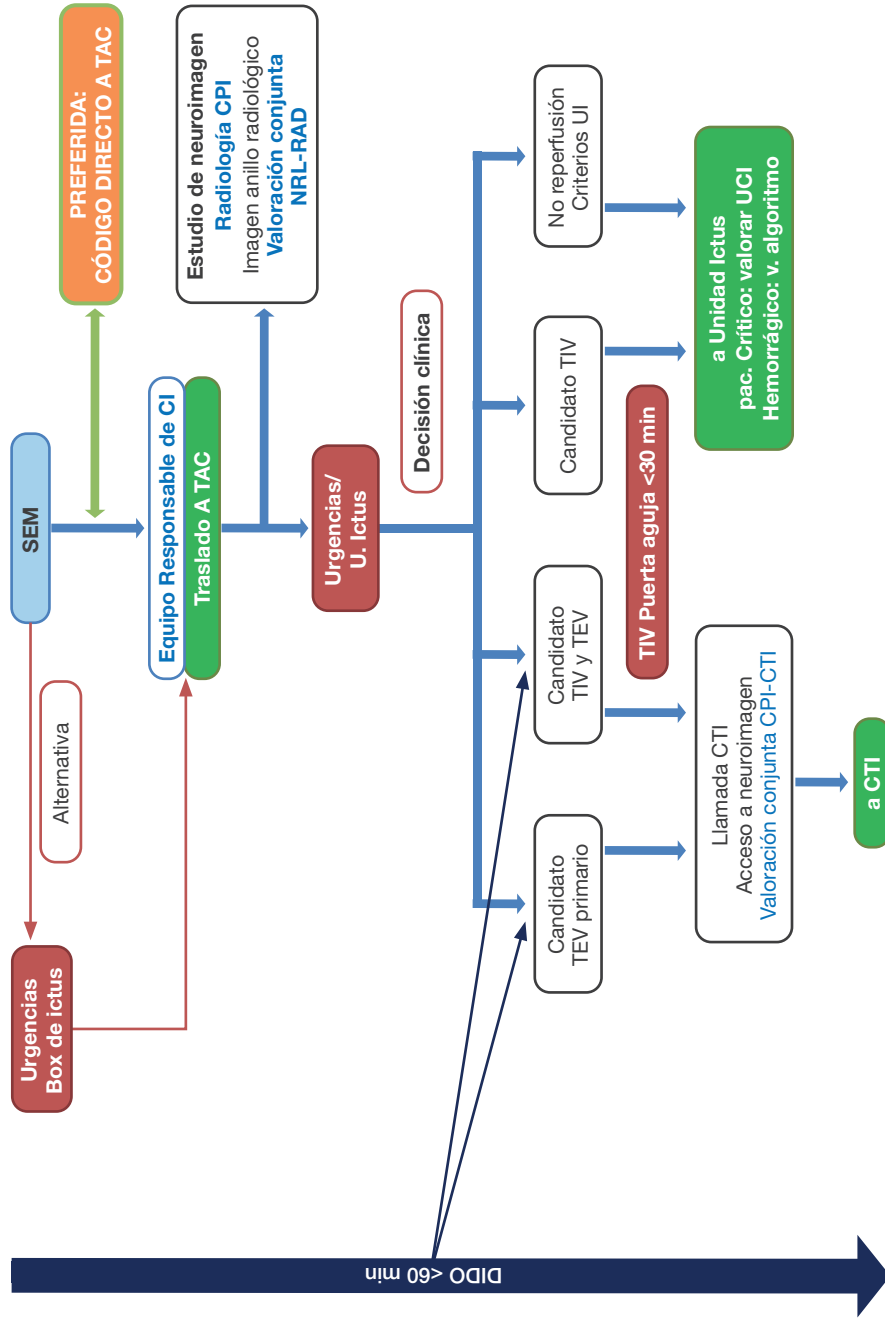 SEM
PREFERIDA:
CÓDIGO DIRECTO A TAC
Alternativa
Urgencias
Box de ictus
Equipo Responsable de CI
Traslado A TAC
Estudio de neuroimagen
Radiología CPI
Imagen anillo radiológico
Valoración conjunta
NRL-RAD
Urgencias/
U. Ictus
Decisión clínica
DIDO <60 min
Candidato
TEV primario
Candidato
TIV y TEV
Candidato TIV
No reperfusión
Criterios UI
TIV Puerta aguja <30 min
Llamada CTI
Acceso a neuroimagen
Valoración conjunta CPI-CTI
a Unidad Ictus
pac. Crítico: valorar UCI
Hemorrágico: v. algoritmo
a CTI